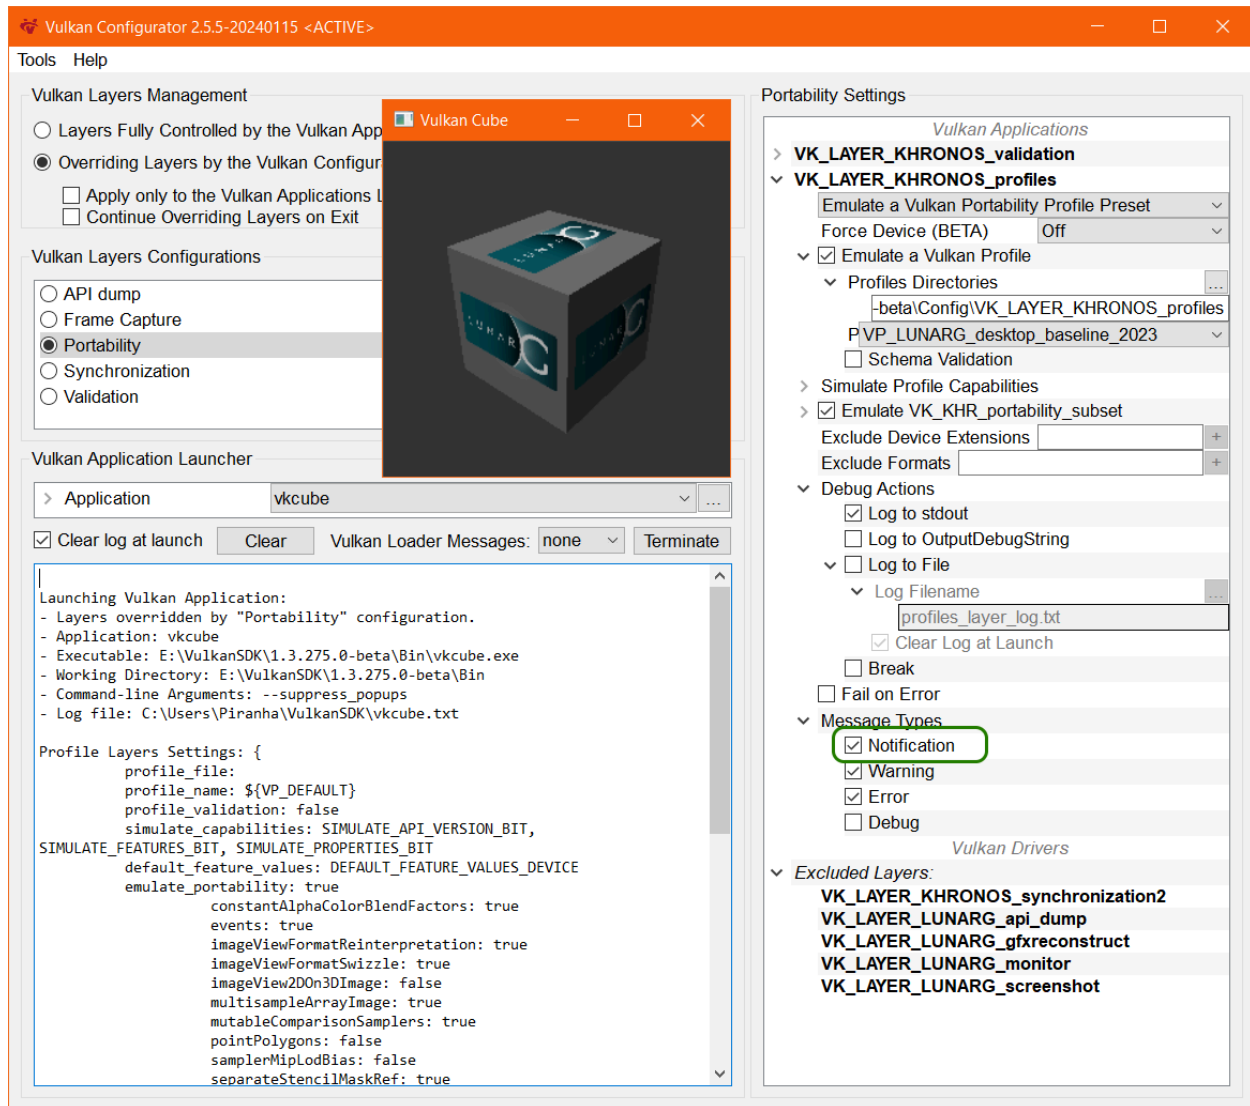 Vulkan Configurator 2.5.5-20240115 <ACTIVE>
Tools Help
Vulkan Layers Management
Layers Fully Controlled by the Vulkan App
Overriding Layers by the Vulkan Configur
Apply only to the Vulkan Applications L
Continue Overriding Layers on Exit
Vulkan Layers Configurations
API dump
Frame Capture
Portability
Synchronization
Validation
Vulkan Cube
LUNAR
LUNAR
LUNAR
Vulkan Application Launcher
Application vkcube ...
Clear log at launch Clear Vulkan Loader Messages: none Terminate
Launching Vulkan Application:
- Layers overridden by "Portability" configuration.
- Application: vkcube
- Executable: E:\VulkanSDK\1.3.275.0-beta\Bin\vkcube.exe
- Working Directory: E:\VulkanSDK\1.3.275.0-beta\Bin
- Command-line Arguments: --suppress_popups
- Log file: C:\Users\Piranha\VulkanSDK\vkcube.txt
Profile Layers Settings: {
profile_file:
profile_name: ${VP_DEFAULT}
profile_validation: false
simulate_capabilities: SIMULATE_API_VERSION_BIT,
SIMULATE_FEATURES_BIT, SIMULATE_PROPERTIES_BIT
default_feature_values: DEFAULT_FEATURE_VALUES_DEVICE
emulate_portability: true
constantAlphaColorBlendFactors: true
events: true
imageViewFormatReinterpretation: true
imageViewFormatSwizzle: true
imageView2DOn3DImage: false
multisampleArrayImage: true
mutableComparisonSamplers: true
pointPolygons: false
samplerMipLodBias: false
separateStencilMaskRef: true
Portability Settings
Vulkan Applications
VK_LAYER_KHRONOS_validation
VK_LAYER_KHRONOS_profiles
Emulate a Vulkan Portability Profile Preset
Force Device (BETA) Off
Emulate a Vulkan Profile
Profiles Directories ...
-beta\Config\VK_LAYER_KHRONOS_profiles
P VP_LUNARG_desktop_baseline_2023
Schema Validation
Simulate Profile Capabilities
Emulate VK_KHR_portability_subset
Exclude Device Extensions +
Exclude Formats +
Debug Actions
Log to stdout
Log to OutputDebugString
Log to File
Log Filename ...
profiles_layer_log.txt
Clear Log at Launch
Break
Fail on Error
Message Types
Notification
Warning
Error
Debug
Vulkan Drivers
Excluded Layers:
VK_LAYER_KHRONOS_synchronization2
VK_LAYER_LUNARG_api_dump
VK_LAYER_LUNARG_gfxreconstruct
VK_LAYER_LUNARG_monitor
VK_LAYER_LUNARG_screenshot